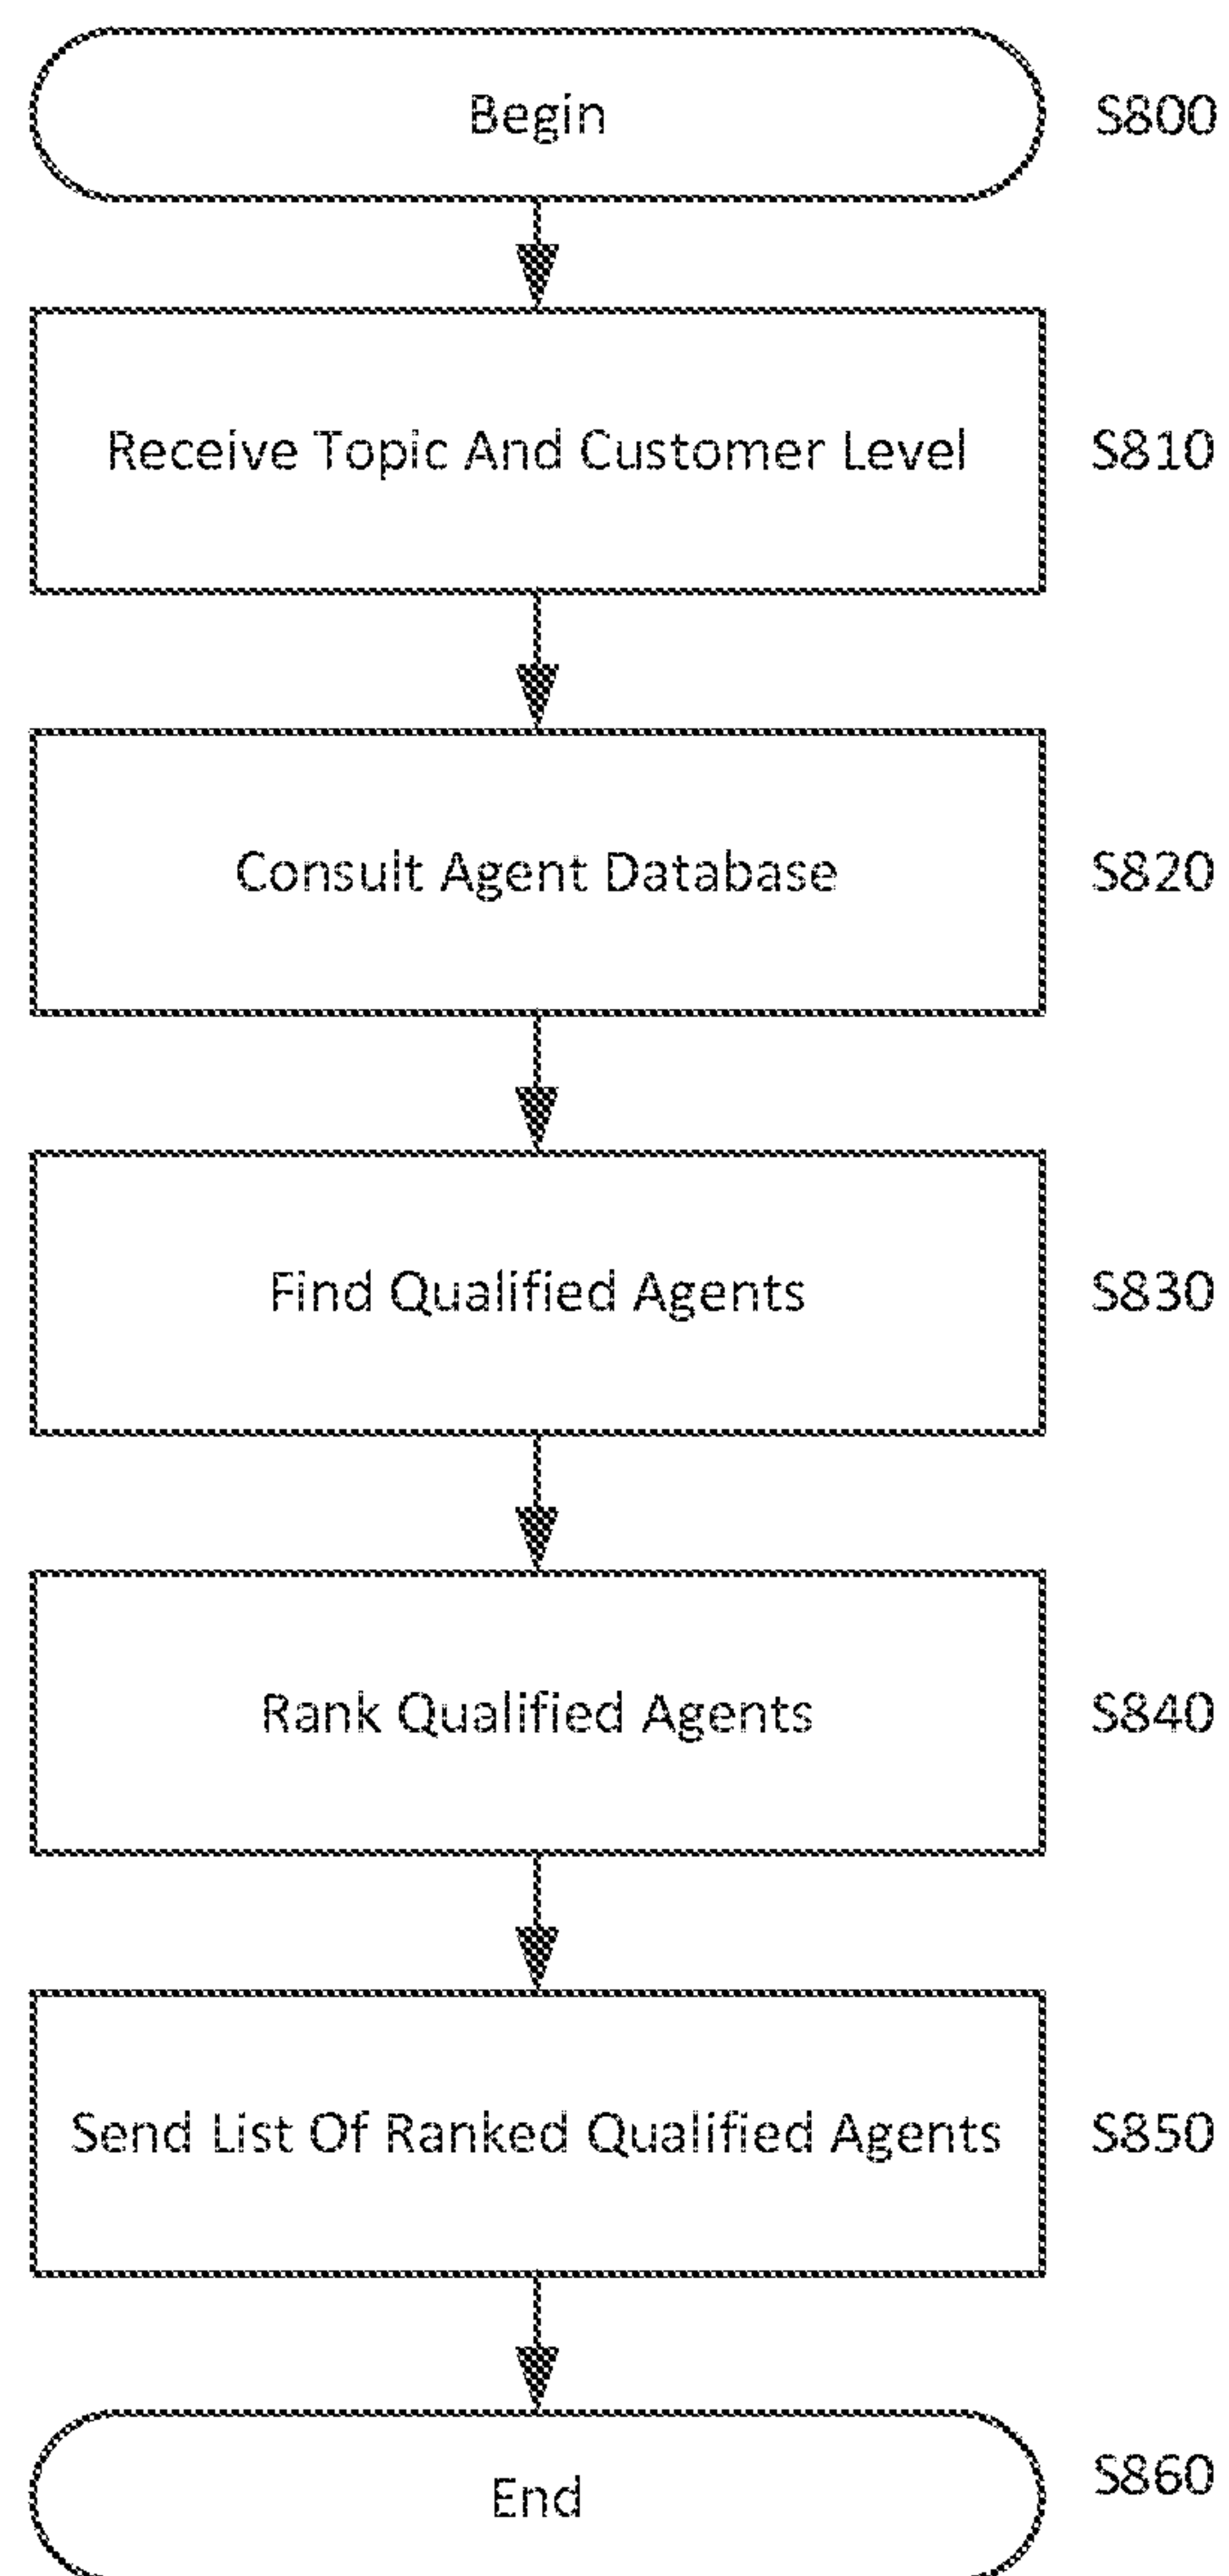 Begin S800
Receive Topic And Customer Level S810
Consult Agent Database S820
Find Qualified Agents S830
Rank Qualified Agents S840
Send List Of Ranked Qualified Agents S850
End S860